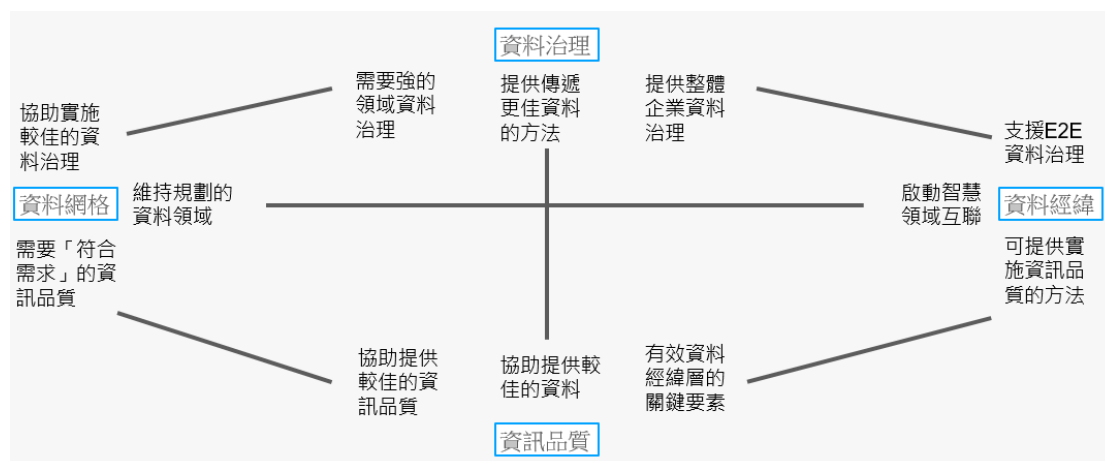 資料治理
需要強的
領域資料
治理
提供傳遞
更佳資料
的方法
提供整體
企業資料
治理
協助實施
較佳的資
料治理
支援E2E
資料治理
資料網格
維持規劃的
資料領域
啟動智慧
領域互聯
資料經緯
需要「符合
需求」的資
訊品質
可提供實
施資訊品
質的方法
協助提供
較佳的資
訊品質
協助提供較
佳的資料
有效資料
經緯層的
關鍵要素
資訊品質